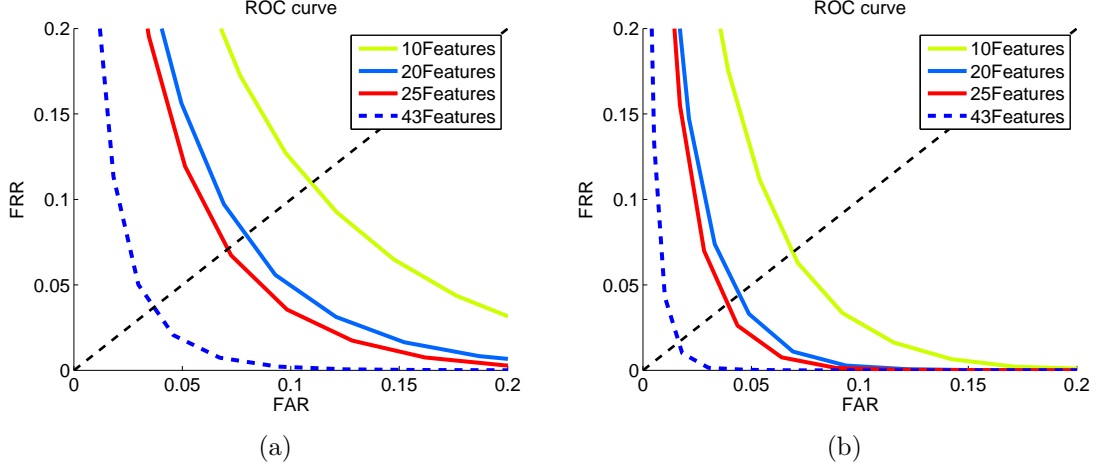 ROC curve
0.2
0.15
0.1
0.05
0
FRR
10Features
20Features
25Features
43Features
0 0.05 0.1 0.15 0.2
FAR
(a)
ROC curve
0.2
0.15
0.1
0.05
0
FRR
10Features
20Features
25Features
43Features
0 0.05 0.1 0.15 0.2
FAR
(b)